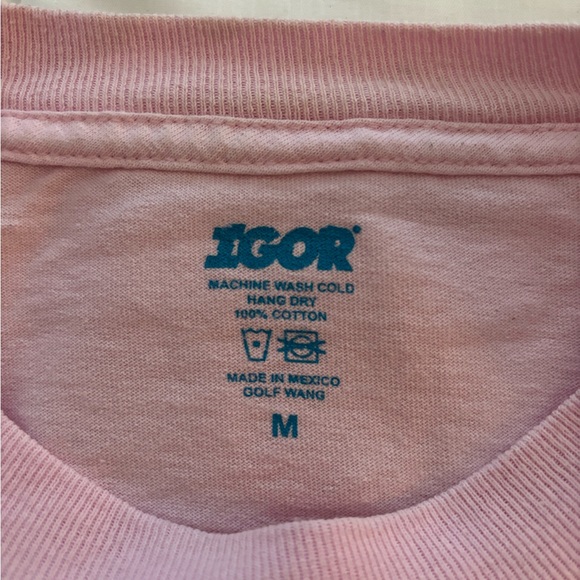 IGOR
MACHINE WASH COLD
HANG DRY
100% COTTON
MADE IN MEXICO
GOLF WANG
M